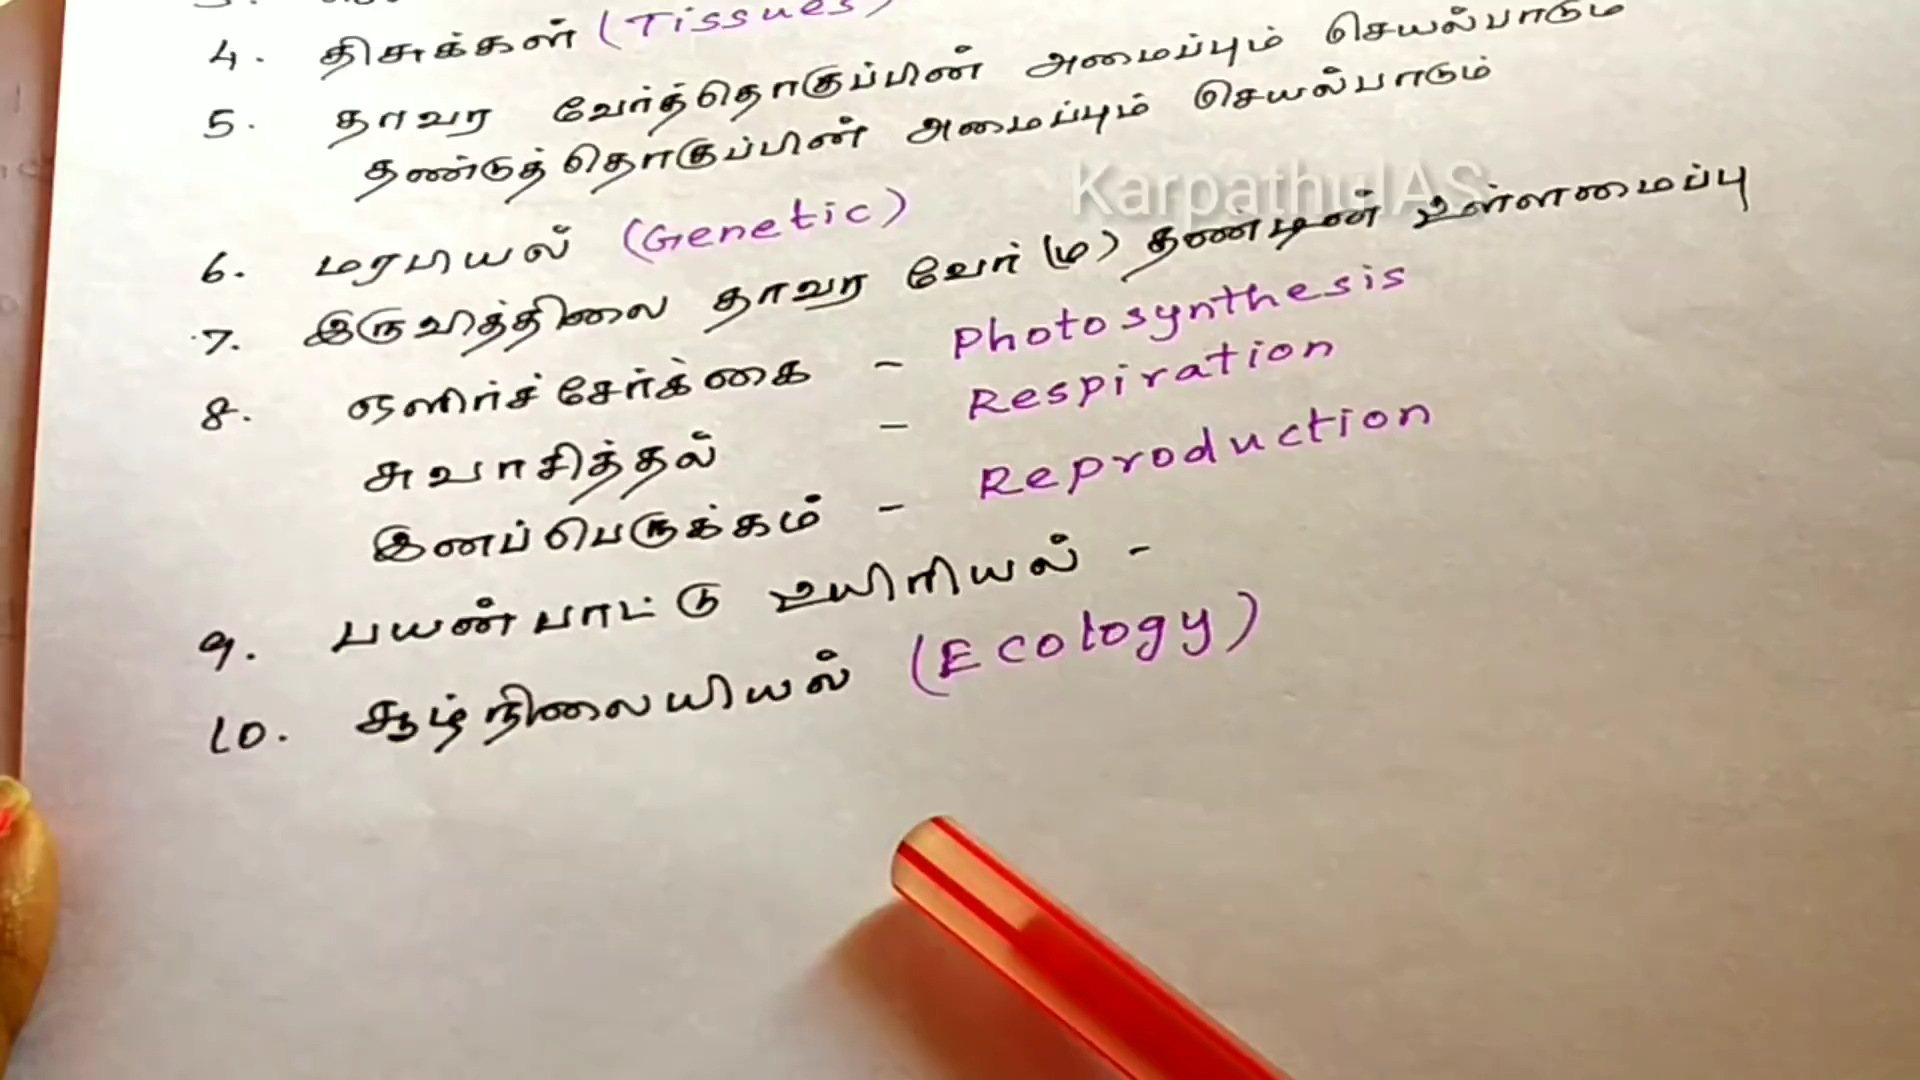 4. திசுக்கள் (Tissues)
5. தாவர வேர்த்தொகுப்பின் அமைப்பும் செயல்பாடும்
தண்டுத் தொகுப்பின் அமைப்பும் செயல்பாடும்
KarpathuIAS
6. மரபியல் (Genetic)
7. இருவித்திலை தாவர வேர் (ம) தண்டின் உள்ளமைப்பு
8. ஒளிர்ச்சேர்க்கை - Photosynthesis
சுவாசித்தல் - Respiration
இனப்பெருக்கம் - Reproduction
9. பயன்பாட்டு உயிரியல் -
10. சூழ்நிலையியல் (Ecology)